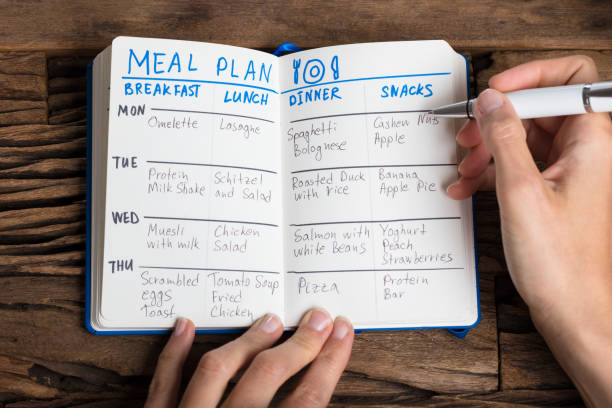 MEAL PLAN
BREAKFAST LUNCH DINNER SNACKS
MON
Omelette
Lasagne
Spaghetti
Bolognese
Cashew Nuts
Apple
TUE
Protein
Milk Shake
Schitzel
and Salad
Roasted Duck
with rice
Banana
Apple Pie
WED
Muesli
with milk
Chicken
Salad
Salmon with
white Beans
Yoghurt
Peach
Strawberries
THU
Scrambled
eggs
Toast
Tomato Soup
Fried
Chicken
Pizza
Protein
Bar